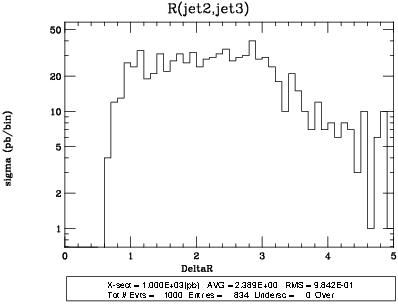 R(jet2,jet3)
sigma (pb/bin)
50
20
10
5
2
1
0
1
2
3
4
5
DeltaR
X-sect = 1.000E+03(pb) AVG = 2.389E+00 RMS = 9.842E-01
Tot # Evts = 1000 Entries = 834 Undersc = 0 Over